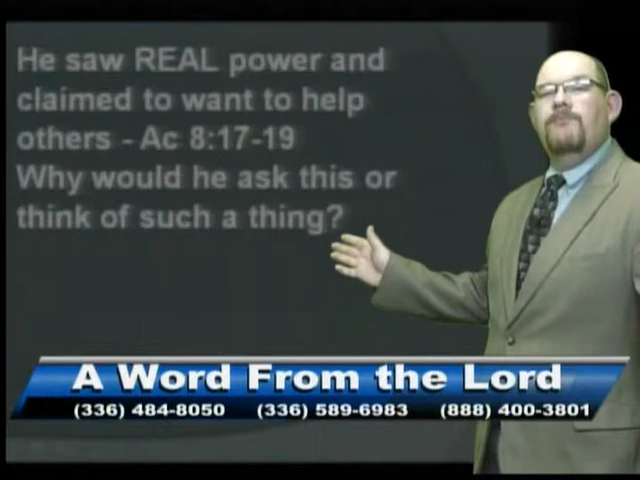 He saw REAL power and
claimed to want to help
others - Ac 8:17-19
Why would he ask this or
think of such a thing?
A Word From the Lord
(336) 484-8050 (336) 589-6983 (888) 400-3801